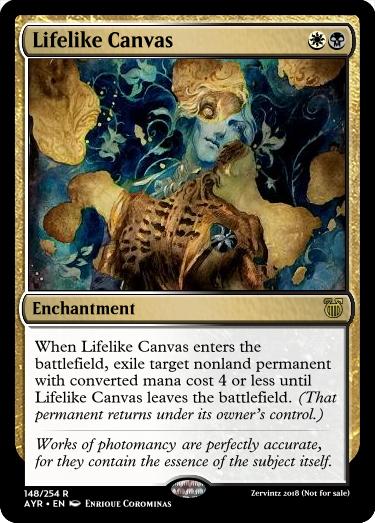 Lifelike Canvas
Enchantment
When Lifelike Canvas enters the
battlefield, exile target nonland permanent
with converted mana cost 4 or less until
Lifelike Canvas leaves the battlefield. (That
permanent returns under its owner's control.)
Works of photomancy are perfectly accurate,
for they contain the essence of the subject itself.
148/254 R
Zervintz 2018 (Not for sale)
AYR • EN Enrique Corominas